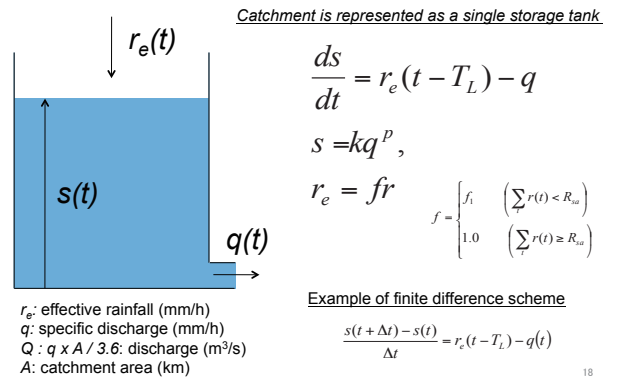 Catchment is represented as a single storage tank
r_e(t)
s(t)
q(t)
ds/dt = r_e(t − T_L) − q
s = kq^p ,
r_e = fr
f = { f_1 (∑_t r(t) < R_sa)
1.0 (∑_t r(t) ≥ R_sa)
r_e: effective rainfall (mm/h)
q: specific discharge (mm/h)
Q : q x A / 3.6: discharge (m³/s)
A: catchment area (km)
Example of finite difference scheme
(s(t + Δt) − s(t))/Δt = r_e(t − T_L) − q(t)
18